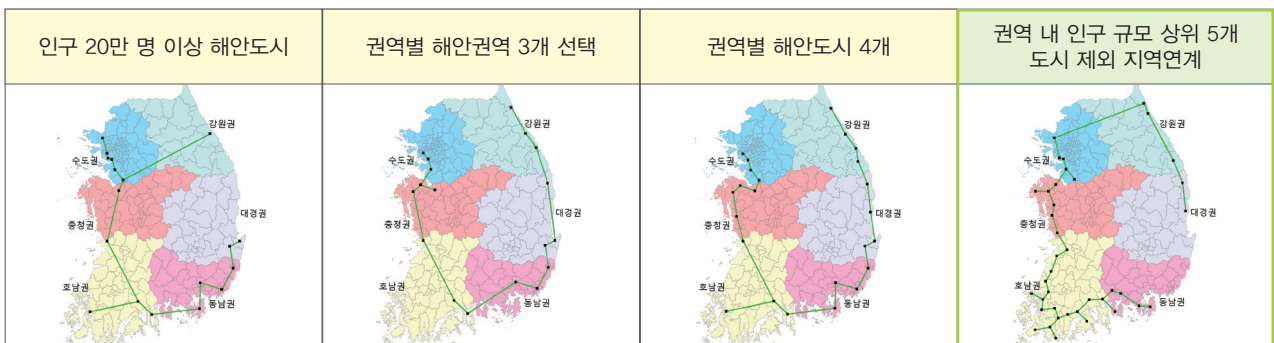 인구 20만 명 이상 해안도시
권역별 해안권역 3개 선택
권역별 해안도시 4개
권역 내 인구 규모 상위 5개
도시 제외 지역연계
강원권
수도권
대경권
충청권
호남권
동남권
강원권
수도권
대경권
충청권
호남권
동남권
강원권
수도권
대경권
충청권
호남권
동남권
강원권
수도권
대경권
충청권
호남권
동남권